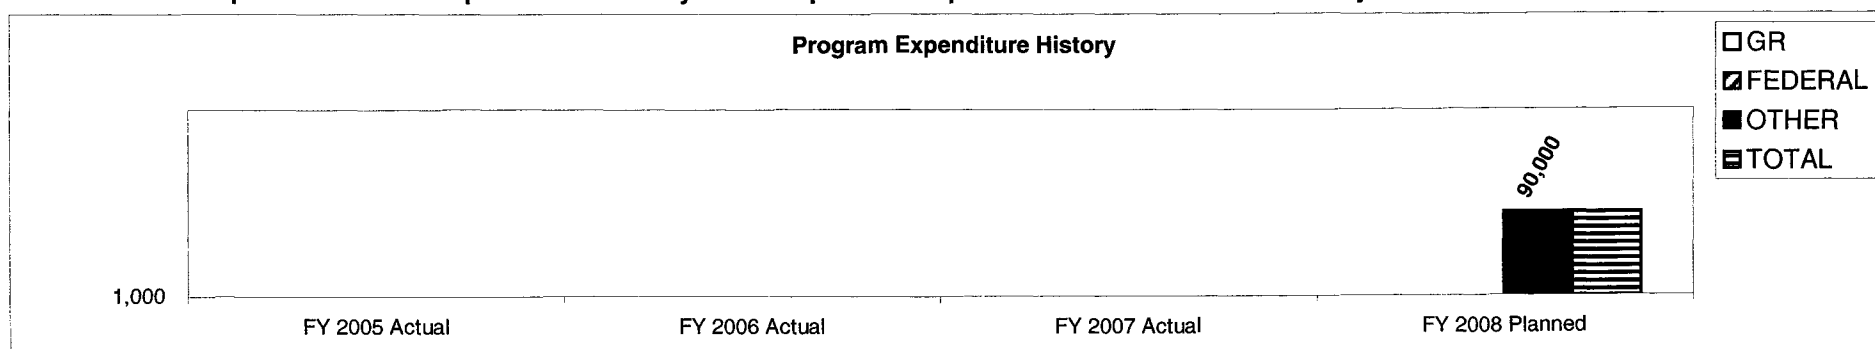 Program Expenditure History
GR
FEDERAL
OTHER
TOTAL
90,000
1,000
FY 2005 Actual
FY 2006 Actual
FY 2007 Actual
FY 2008 Planned